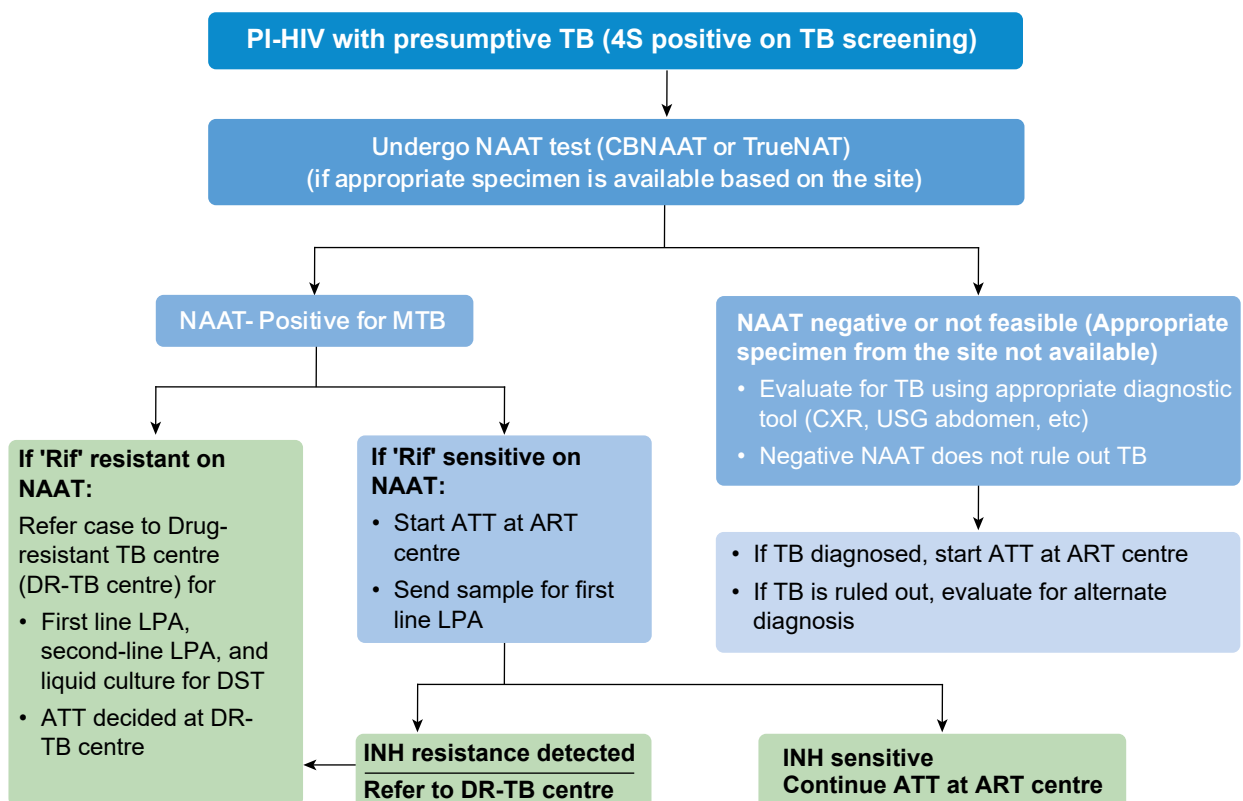 PI-HIV with presumptive TB (4S positive on TB screening)
Undergo NAAT test (CBNAAT or TrueNAT)
(if appropriate specimen is available based on the site)
NAAT- Positive for MTB
NAAT negative or not feasible (Appropriate
specimen from the site not available)
• Evaluate for TB using appropriate diagnostic
tool (CXR, USG abdomen, etc)
• Negative NAAT does not rule out TB
If 'Rif' resistant on
NAAT:
Refer case to Drug-
resistant TB centre
(DR-TB centre) for
• First line LPA,
second-line LPA, and
liquid culture for DST
• ATT decided at DR-
TB centre
If 'Rif' sensitive on
NAAT:
• Start ATT at ART
centre
• Send sample for first
line LPA
• If TB diagnosed, start ATT at ART centre
• If TB is ruled out, evaluate for alternate
diagnosis
INH resistance detected
Refer to DR-TB centre
INH sensitive
Continue ATT at ART centre